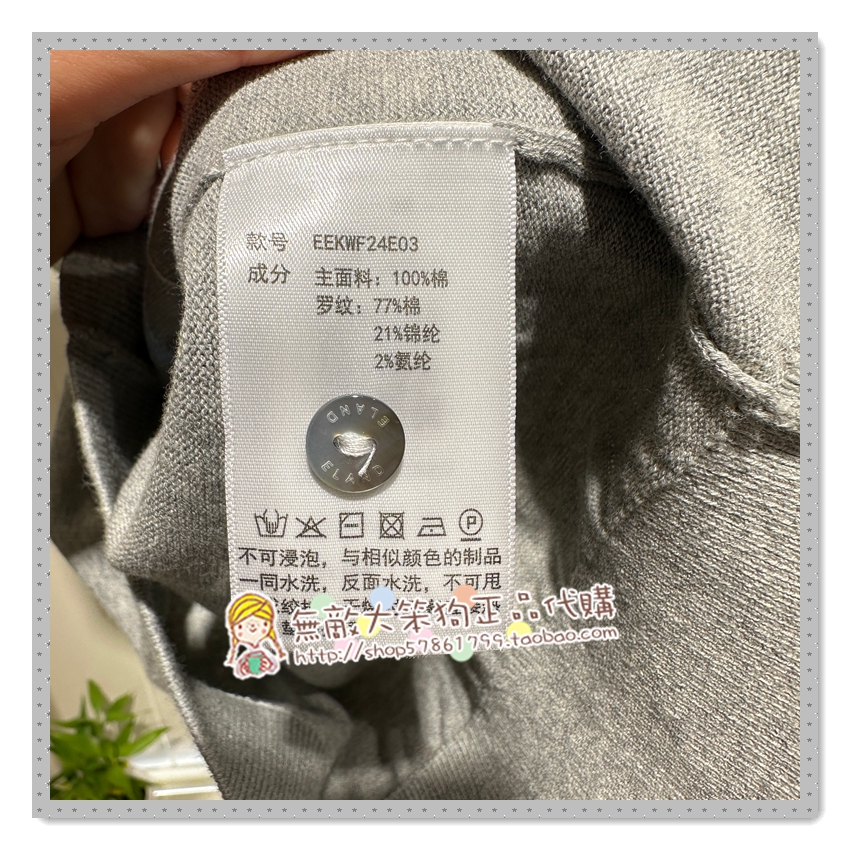 款号 EEKWF24E03
成分 主面料：100%棉
罗纹：77%棉
21%锦纶
2%氨纶
ELAND
ELAND
P
不可浸泡，与相似颜色的制品
一同水洗，反面水洗，不可用
無敵大笨狗正品代購
http://shop57861799.taobao.com